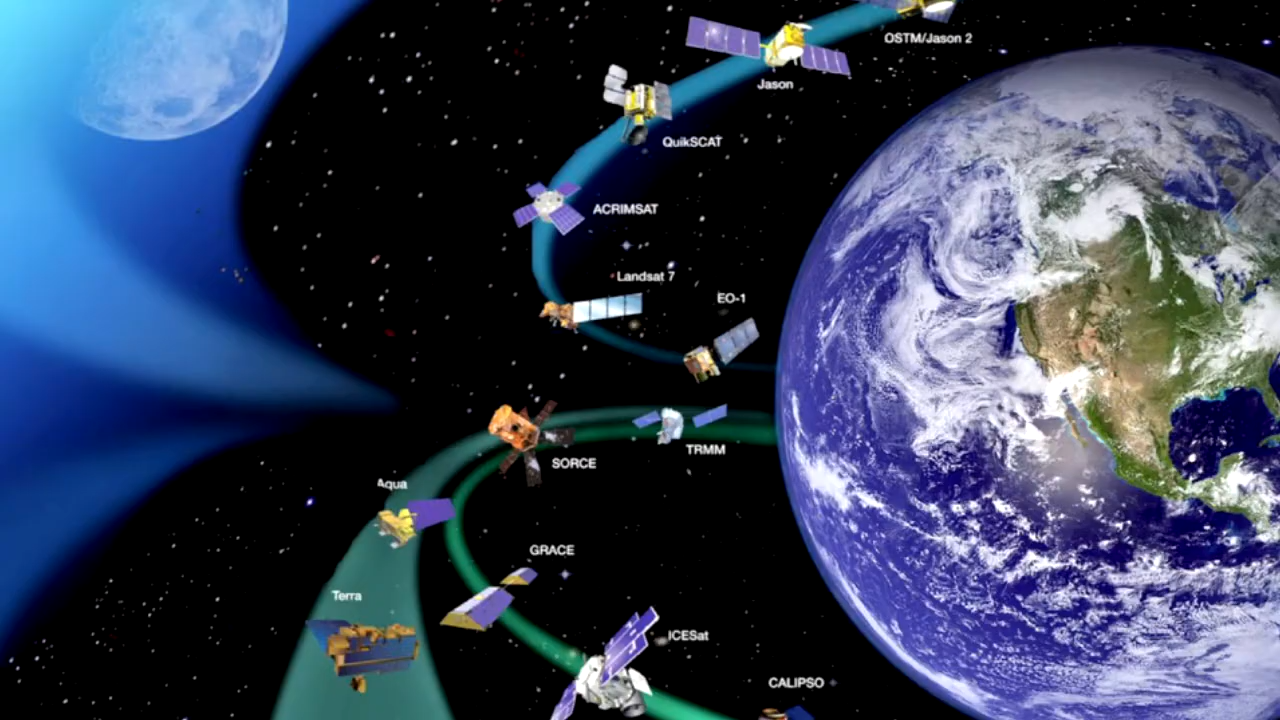 OSTM/Jason 2
Jason
QuikSCAT
ACRIMSAT
Landsat 7
EO-1
TRMM
SORCE
Aqua
GRACE
Terra
ICESat
CALIPSO